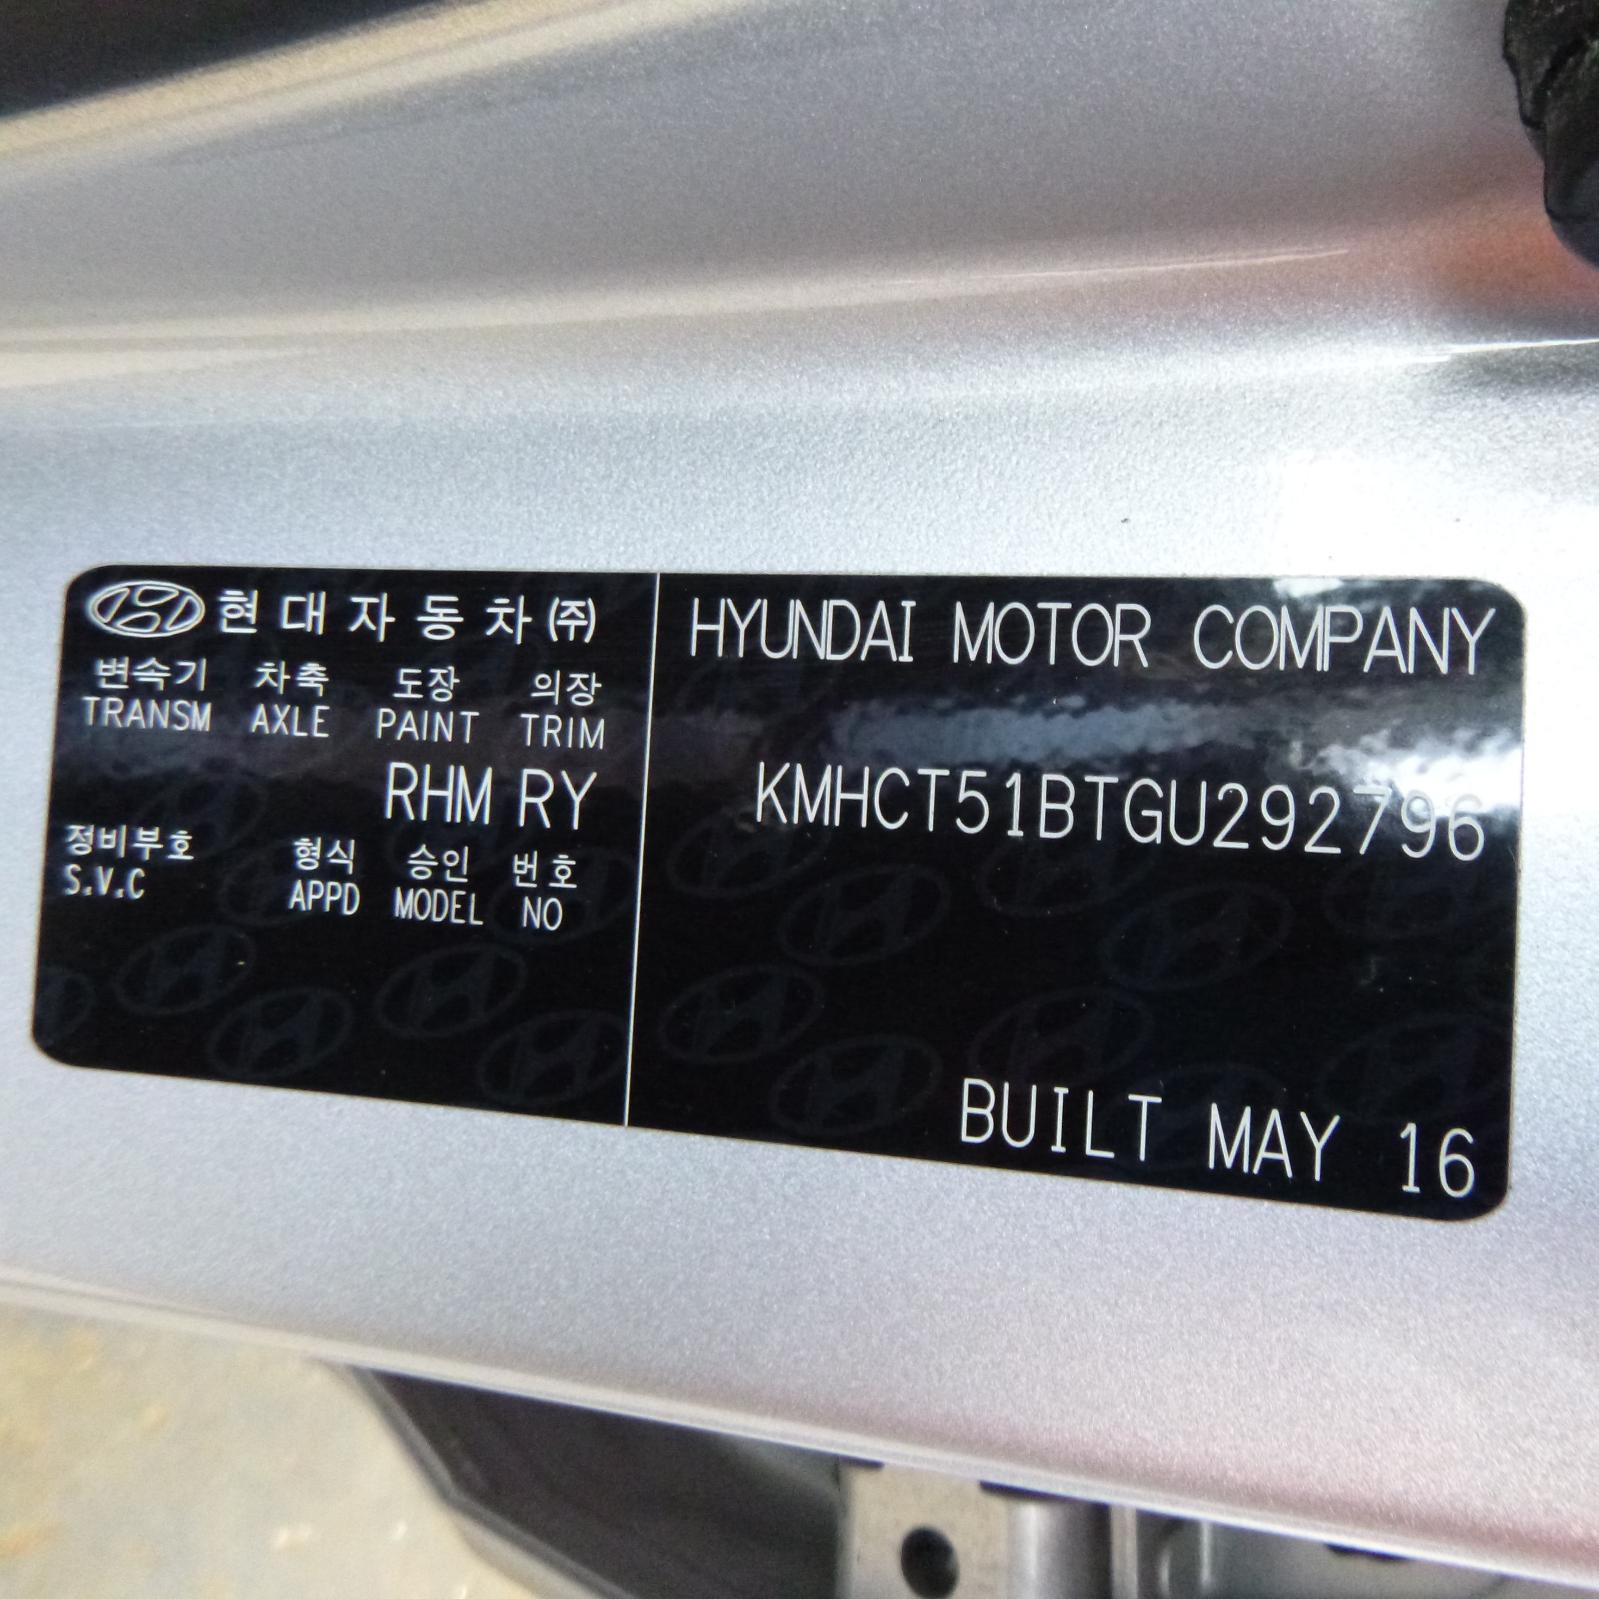 현대자동차(주)
변속기 차축 도장 의장
TRANSM AXLE PAINT TRIM
RHM RY
정비부호 형식 승인 번호
S.V.C APPD MODEL NO
HYUNDAI MOTOR COMPANY
KMHCT51BTGU292796
BUILT MAY 16